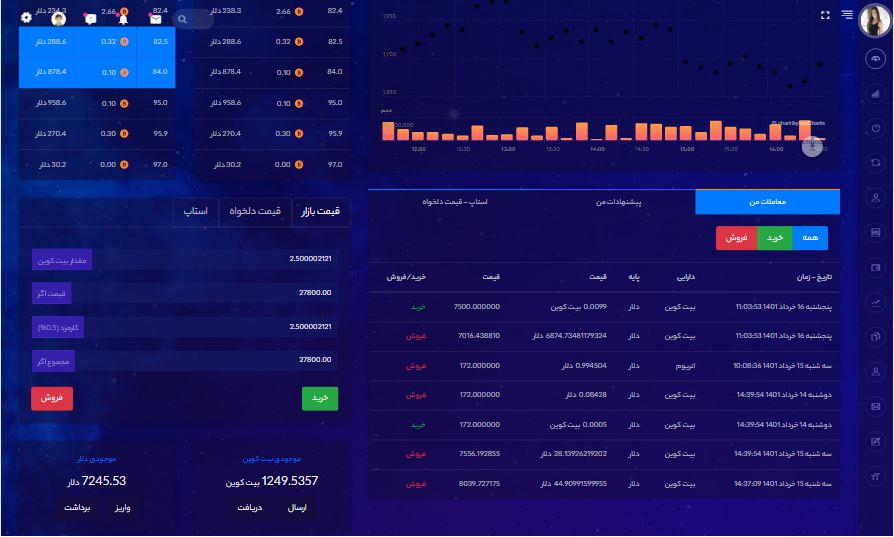 82.4 2.66 238.3 دلار
82.5 0.32 288.6 دلار
84.0 0.10 878.4 دلار
95.0 0.10 958.6 دلار
95.9 0.30 270.4 دلار
97.0 0.00 30.2 دلار
82.4 2.66 دلار
82.5 0.32 288.6 دلار
84.0 0.10 878.4 دلار
95.0 0.10 958.6 دلار
95.9 0.30 270.4 دلار
97.0 0.00 30.2 دلار
1,950
1,900
1,850
حجم
JS chart by amCharts
12:00 12:30 13:00 13:30 14:00 14:30 15:00 15:30 16:00
معاملات من پیشنهادات من استاپ - قیمت دلخواه
همه خرید فروش
تاریخ - زمان دارایی پایه قیمت قیمت خرید/فروش
پنجشنبه 16 خرداد 1401 11:03:53 بیت کوین دلار 0.0099 بیت کوین 7500.000000 خرید
پنجشنبه 16 خرداد 1401 11:03:53 بیت کوین دلار 6874.73481179324 دلار 7016.438810 فروش
سه شنبه 15 خرداد 1401 10:08:36 اتریوم دلار 0.994504 دلار 172.000000 فروش
دوشنبه 14 خرداد 1401 14:39:54 بیت کوین دلار 0.08428 دلار 172.000000 فروش
دوشنبه 14 خرداد 1401 14:39:54 بیت کوین دلار 0.0005 بیت کوین 172.000000 خرید
سه شنبه 15 خرداد 1401 14:39:54 بیت کوین دلار 28.13926219202 دلار 7556.192855 فروش
سه شنبه 15 خرداد 1401 14:37:09 بیت کوین دلار 44.90991599955 دلار 8039.727175 فروش
قیمت بازار قیمت دلخواه استاپ
مقدار بیت کوین 2.500002121
قیمت اگر 27800.00
کارمزد (0.5%) 2.500002121
مجموع اگر 27800.00
خرید فروش
موجودی بیت کوین
1249.5357 بیت کوین
ارسال دریافت
موجودی دلار
7245.53 دلار
واریز برداشت